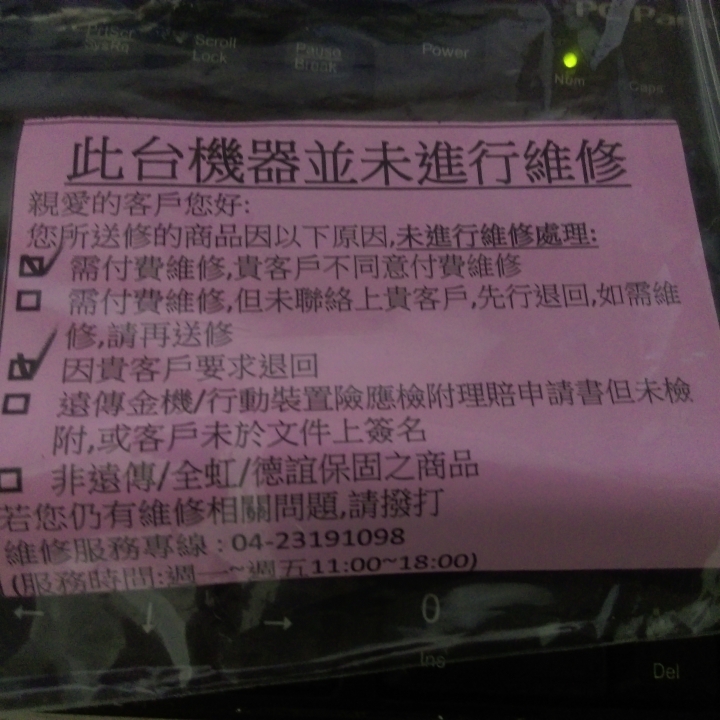 PrtScr
SysRq
Scroll
Lock
Pause
Break
Power
Num
Caps
此台機器並未進行維修
親愛的客戶您好:
您所送修的商品因以下原因,未進行維修處理:
需付費維修,貴客戶不同意付費維修
需付費維修,但未聯絡上貴客戶,先行退回,如需維
修,請再送修
因貴客戶要求退回
遠傳金機/行動裝置險應檢附理賠申請書但未檢
附,或客戶未於文件上簽名
非遠傳/全虹/德誼保固之商品
若您仍有維修相關問題,請撥打
維修服務專線:04-23191098
(服務時間:週一~週五11:00~18:00)
← ↓ → 0
Ins
Del